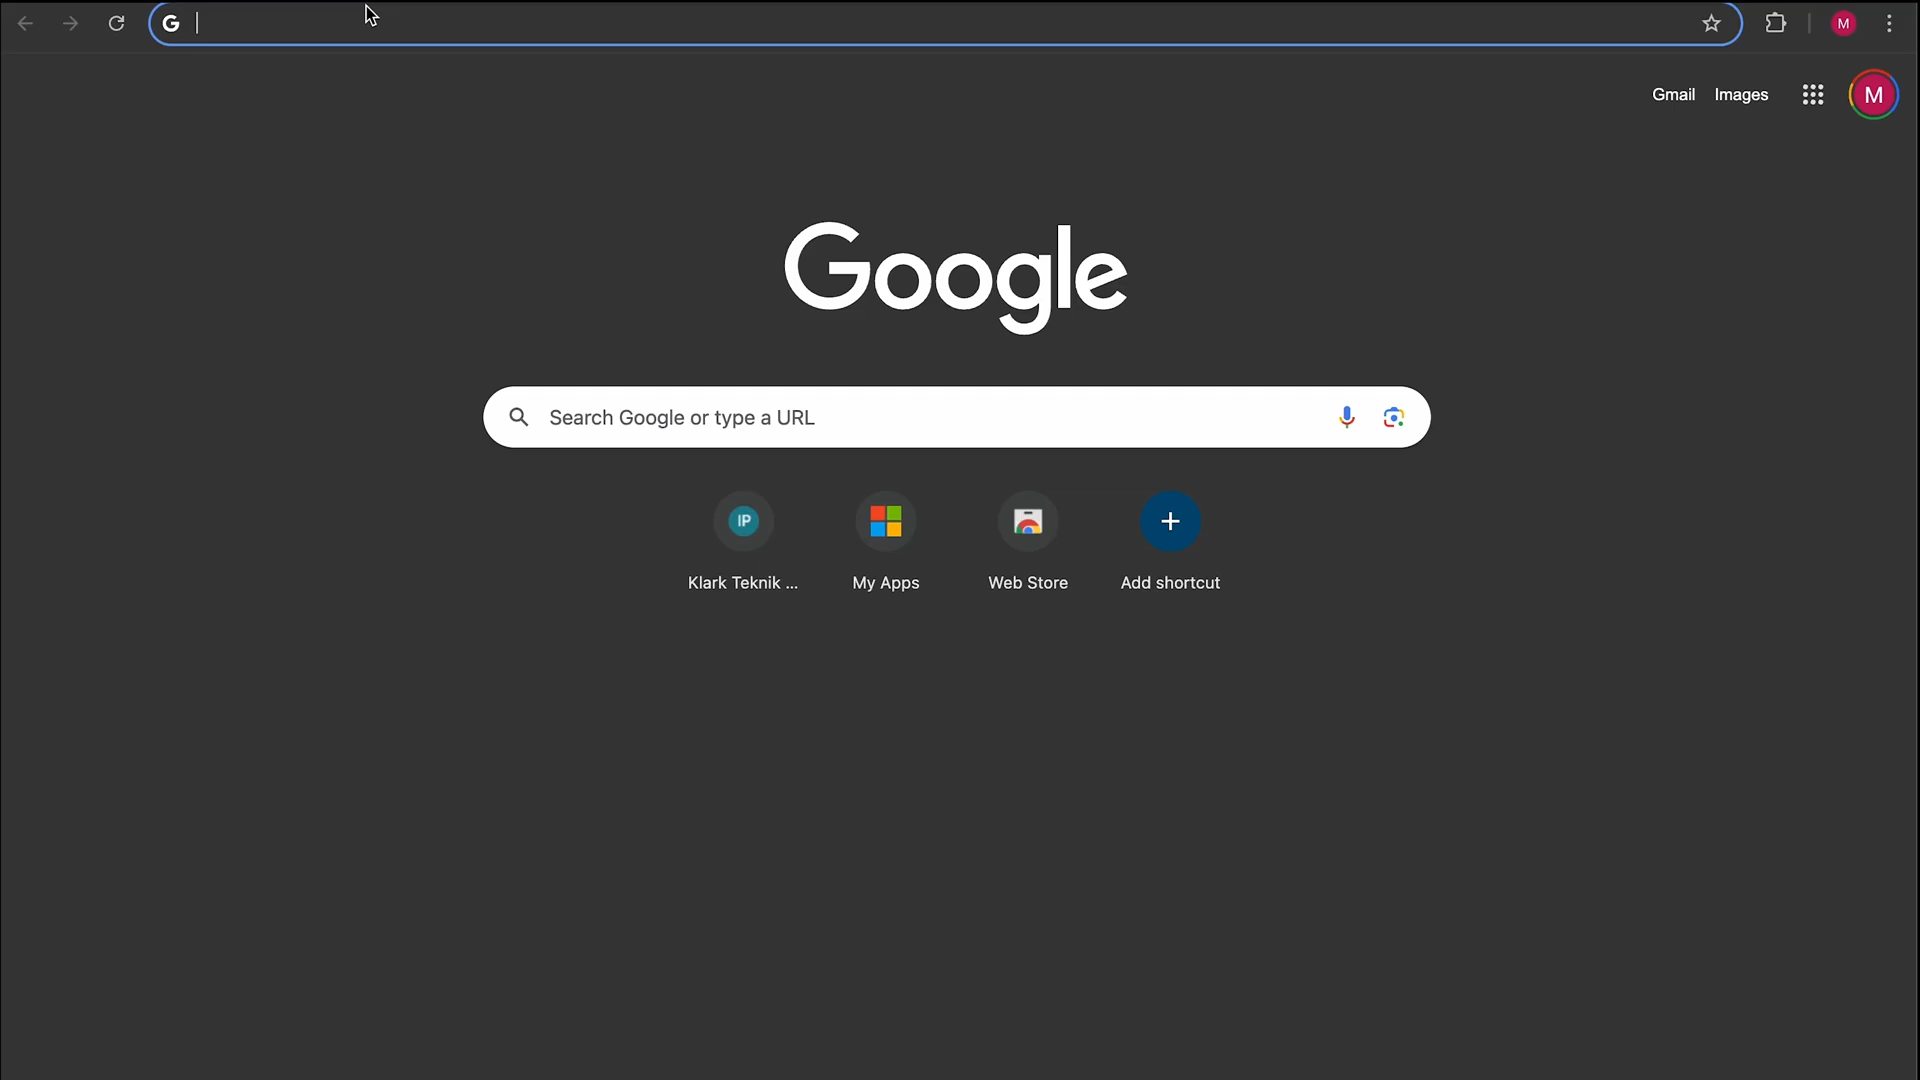 G
M
Gmail Images
M
Google
Search Google or type a URL
IP
Klark Teknik ... My Apps Web Store Add shortcut